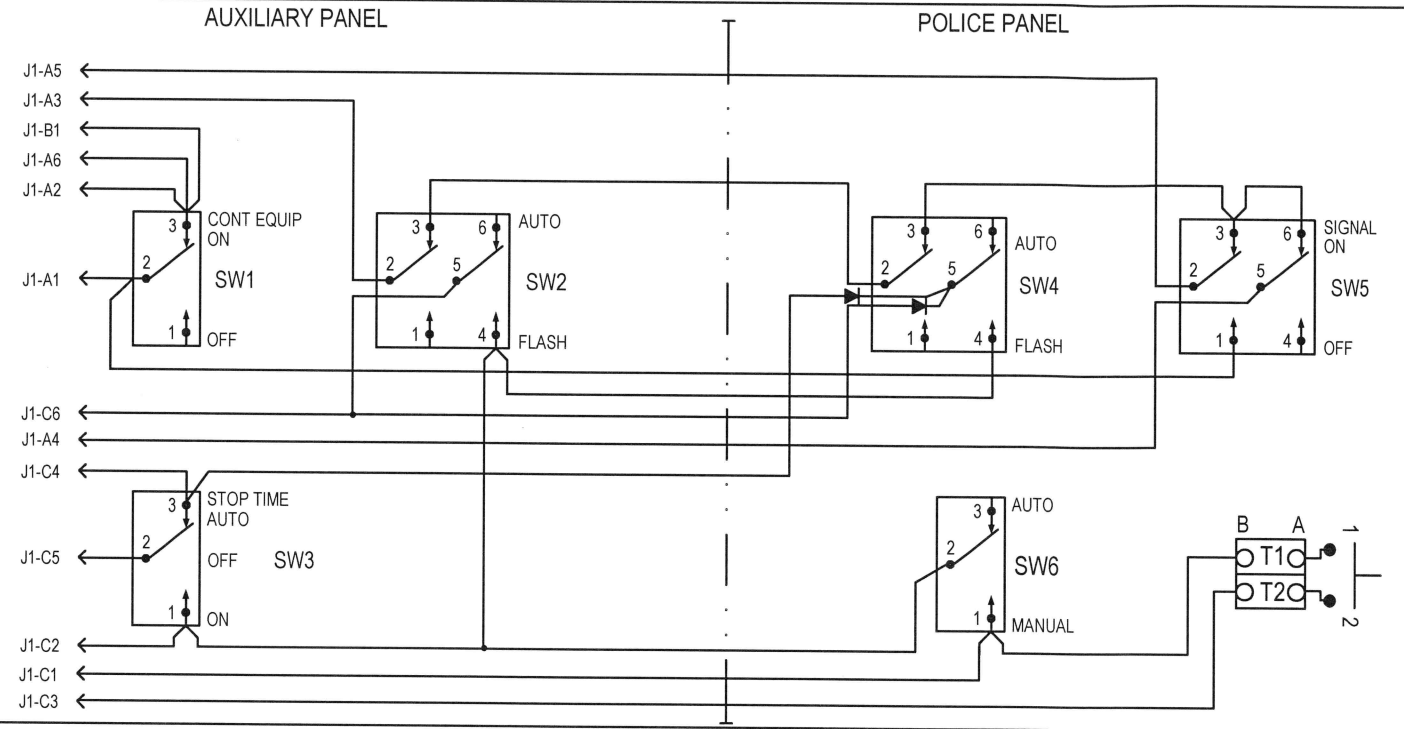 AUXILIARY PANEL
POLICE PANEL
J1-A5
J1-A3
J1-B1
J1-A6
J1-A2
J1-A1
3
CONT EQUIP
ON
2
SW1
1
OFF
3
6
AUTO
2
5
SW2
1
4
FLASH
3
6
AUTO
2
5
SW4
1
4
FLASH
3
6
SIGNAL
ON
2
5
SW5
1
4
OFF
J1-C6
J1-A4
J1-C4
J1-C5
3
STOP TIME
AUTO
2
OFF
SW3
1
ON
3
AUTO
2
SW6
1
MANUAL
B
A
1
T1
T2
2
J1-C2
J1-C1
J1-C3